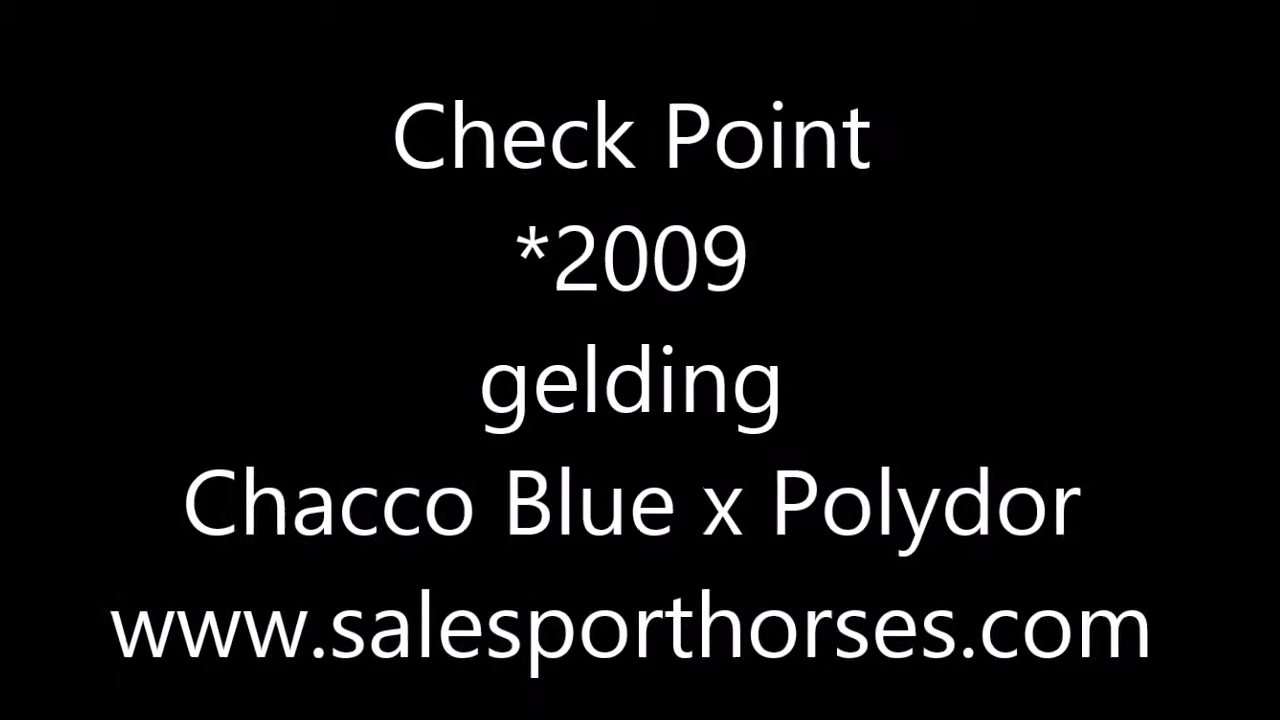 Check Point
*2009
gelding
Chacco Blue x Polydor
www.salesporthorses.com